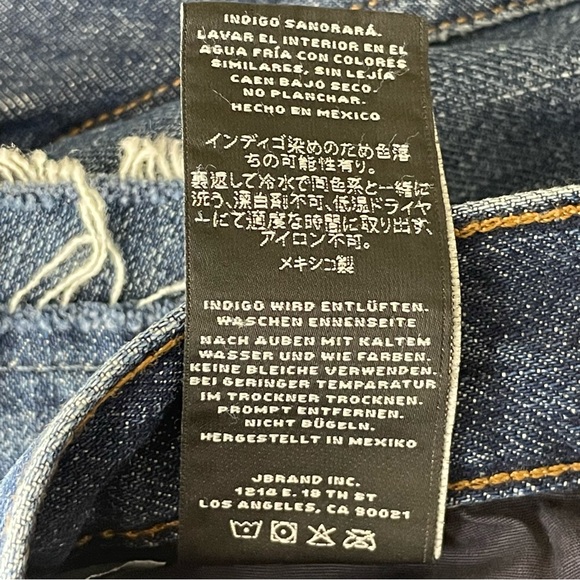 INDIGO SANGRARÁ.
LAVAR EL INTERIOR EN EL
AGUA FRÍA CON COLORES
SIMILARES, SIN LEJÍA
CAEN BAJO SECO.
NO PLANCHAR.
HECHO EN MÉXICO
インディゴ染めのため色落
ちの可能性有り。
裏返して冷水で同色系と一緒に
洗う、漂白剤不可、低温ドライヤ
ーにて適度な時間に取り出す、
アイロン不可。
メキシコ製
INDIGO WIRD ENTLÜFTEN.
WASCHEN ENNENSEITE
NACH AUBEN MIT KALTEM
WASSER UND WIE FARBEN.
KEINE BLEICHE VERWENDEN.
BEI GERINGER TEMPARATUR
IM TROCKNER TROCKNEN.
PROMPT ENTFERNEN.
NICHT BÜGELN.
HERGESTELLT IN MEXIKO
JBRAND INC.
1214 E. 18 TH ST
LOS ANGELES, CA 90021